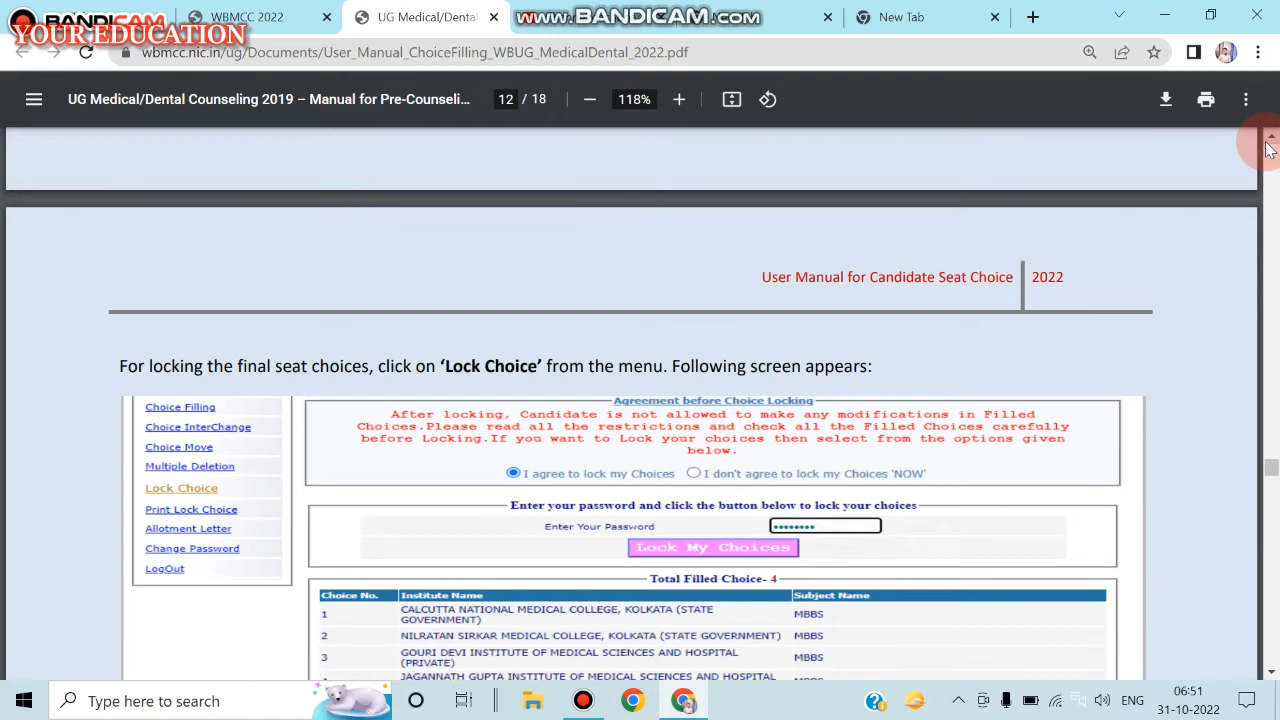 BANDICAM
YOUR EDUCATION
WBMCC 2022
UG Medical/Dental
www.BANDICAM.com
New Tab
wbmcc.nic.in/ug/Documents/User_Manual_ChoiceFilling_WBUG_MedicalDental_2022.pdf
UG Medical/Dental Counseling 2019 – Manual for Pre-Counseli...
12 / 18
118%
User Manual for Candidate Seat Choice 2022
For locking the final seat choices, click on ‘Lock Choice’ from the menu. Following screen appears:
Choice Filling
Choice InterChange
Choice Move
Multiple Deletion
Lock Choice
Print Lock Choice
Allotment Letter
Change Password
LogOut
Agreement before Choice Locking
After locking, Candidate is not allowed to make any modifications in Filled
Choices.Please read all the restrictions and check all the Filled Choices carefully
before Locking.If you want to Lock your choices then select from the options given
below.
I agree to lock my Choices I don't agree to lock my Choices 'NOW'
Enter your password and click the button below to lock your choices
Enter Your Password
Lock My Choices
Total Filled Choice- 4
Choice No. Institute Name Subject Name
1 CALCUTTA NATIONAL MEDICAL COLLEGE, KOLKATA (STATE GOVERNMENT) MBBS
2 NILRATAN SIRKAR MEDICAL COLLEGE, KOLKATA (STATE GOVERNMENT) MBBS
3 GOURI DEVI INSTITUTE OF MEDICAL SCIENCES AND HOSPITAL (PRIVATE) MBBS
JAGANNATH GUPTA INSTITUTE OF MEDICAL SCIENCES AND HOSPITAL MBBS
Type here to search
ENG
06:51
31-10-2022